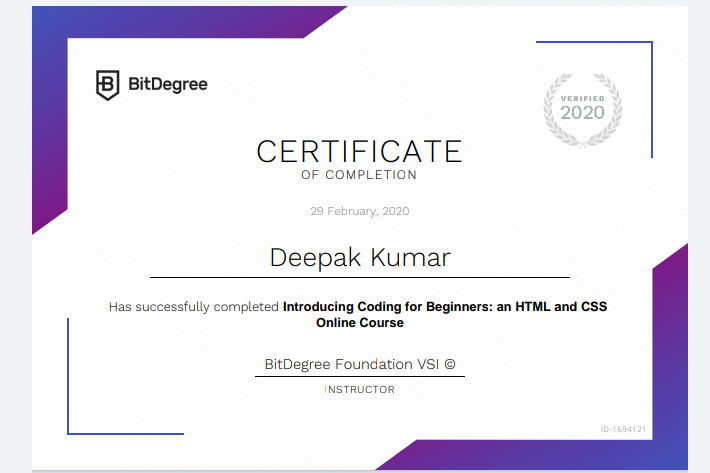 BitDegree
VERIFIED
2020
CERTIFICATE
OF COMPLETION
29 February, 2020
Deepak Kumar
Has successfully completed Introducing Coding for Beginners: an HTML and CSS
Online Course
BitDegree Foundation VSI ©
INSTRUCTOR
ID-1694121